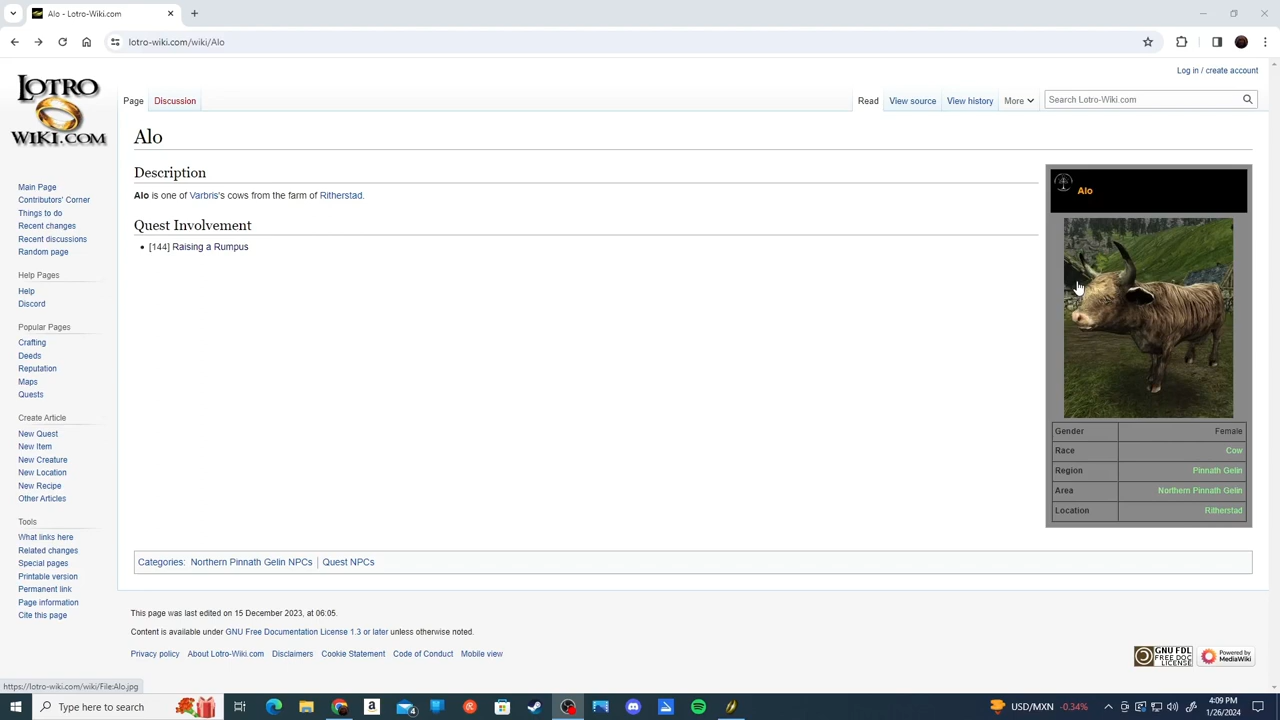 Alo - Lotro-Wiki.com
lotro-wiki.com/wiki/Alo
Log in / create account
LOTRO
WIKI.COM
Page
Discussion
Read
View source
View history
More
Search Lotro-Wiki.com
Alo
Description
Alo is one of Varbris's cows from the farm of Ritherstad.
Quest Involvement
• [144] Raising a Rumpus
Alo
Gender Female
Race Cow
Region Pinnath Gelin
Area Northern Pinnath Gelin
Location Ritherstad
Main Page
Contributors' Corner
Things to do
Recent changes
Recent discussions
Random page
Help Pages
Help
Discord
Popular Pages
Crafting
Deeds
Reputation
Maps
Quests
Create Article
New Quest
New Item
New Creature
New Location
New Recipe
Other Articles
Tools
What links here
Related changes
Special pages
Printable version
Permanent link
Page information
Cite this page
Categories: Northern Pinnath Gelin NPCs | Quest NPCs
This page was last edited on 15 December 2023, at 06:05.
Content is available under GNU Free Documentation License 1.3 or later unless otherwise noted.
Privacy policy About Lotro-Wiki.com Disclaimers Cookie Statement Code of Conduct Mobile view
GNU FDL
FREE DOC
LICENSE
Powered by
MediaWiki
https://lotro-wiki.com/wiki/File:Alo.jpg
Type here to search
4
USD/MXN -0.34%
4:09 PM
1/26/2024